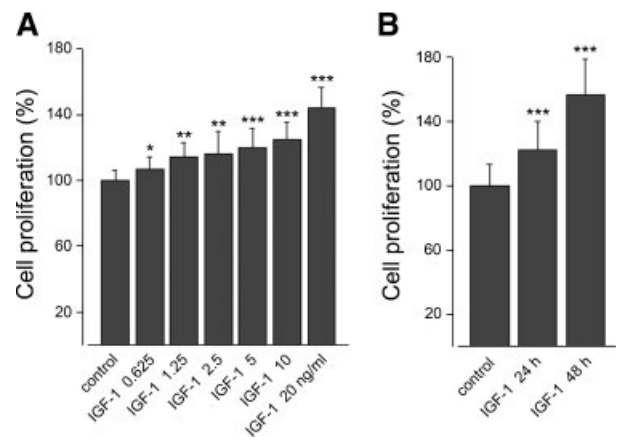 A
Cell proliferation (%)
180
140
100
60
20
*
**
**
***
***
***
control
IGF-1 0.625
IGF-1 1.25
IGF-1 2.5
IGF-1 5
IGF-1 10
IGF-1 20 ng/ml
B
Cell proliferation (%)
180
140
100
60
20
***
***
control
IGF-1 24 h
IGF-1 48 h